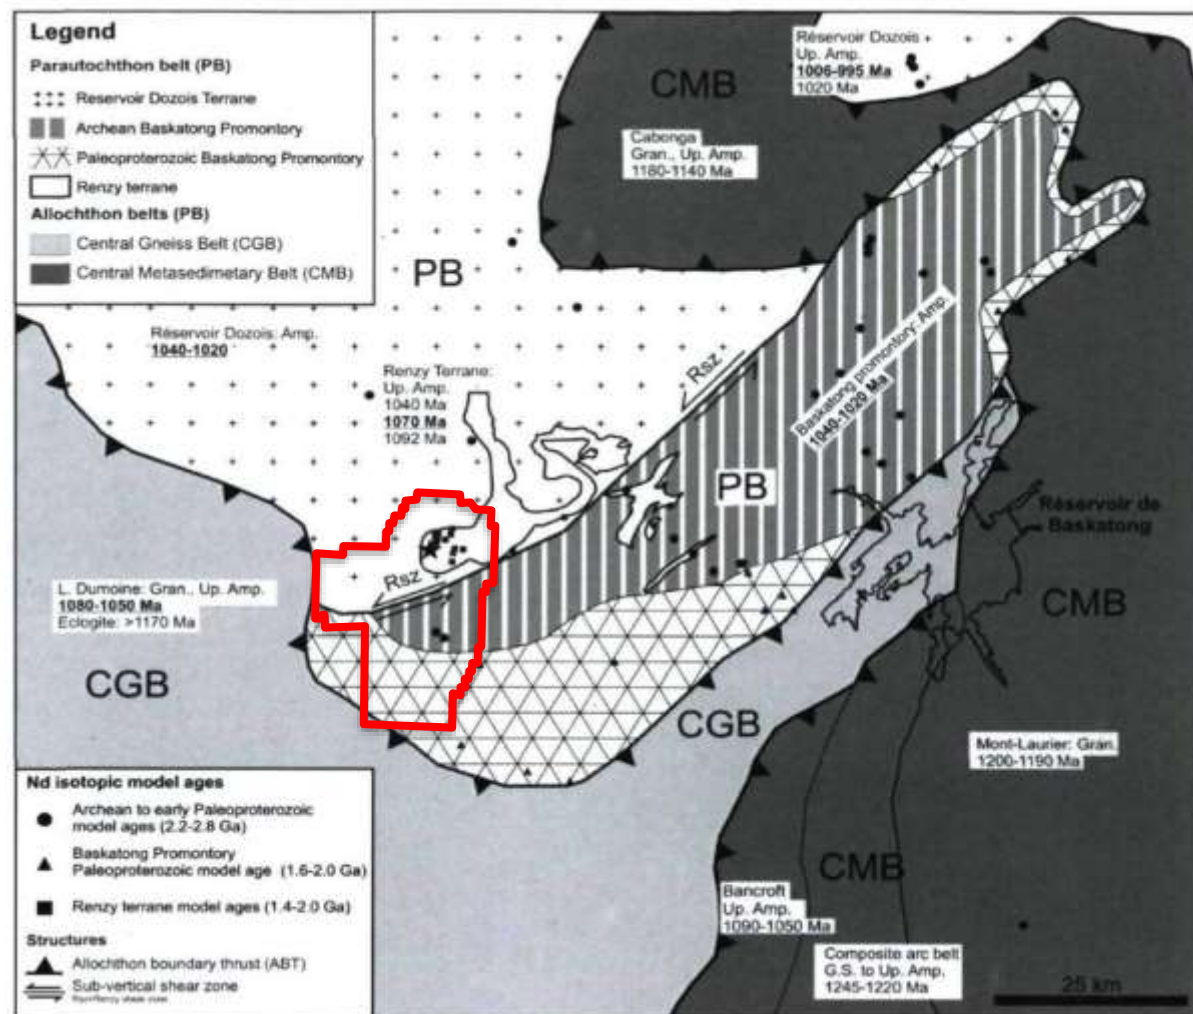 Legend
Parautochthon belt (PB)
Reservoir Dozois Terrane
Archean Baskatong Promontory
Paleoproterozoic Baskatong Promontory
Renzy terrane
Allochthon belts (PB)
Central Gneiss Belt (CGB)
Central Metasedimetary Belt (CMB)
CMB
Réservoir Dozois
Up. Amp.
1006-995 Ma
1020 Ma
Cabonga
Gran., Up. Amp.
1180-1140 Ma
PB
Réservoir Dozois: Amp.
1040-1020
Renzy Terrane:
Up. Amp.
1040 Ma
1070 Ma
1092 Ma
Rsz
Baskatong promontory: Amp.
1040-1020 Ma
PB
Réservoir de
Baskatong
Rsz
L. Dumoine: Gran., Up. Amp.
1080-1050 Ma
Eclogite: >1170 Ma
CGB
CMB
CGB
Mont-Laurier: Gran.
1200-1190 Ma
Nd isotopic model ages
Archean to early Paleoproterozoic
model ages (2.2-2.8 Ga)
Baskatong Promontory
Paleoproterozoic model age (1.6-2.0 Ga)
Renzy terrane model ages (1.4-2.0 Ga)
Structures
Allochthon boundary thrust (ABT)
Sub-vertical shear zone
shear zone
CMB
Bancroft
Up. Amp.
1090-1050 Ma
Composite arc belt
G.S. to Up. Amp.
1245-1220 Ma
25 km